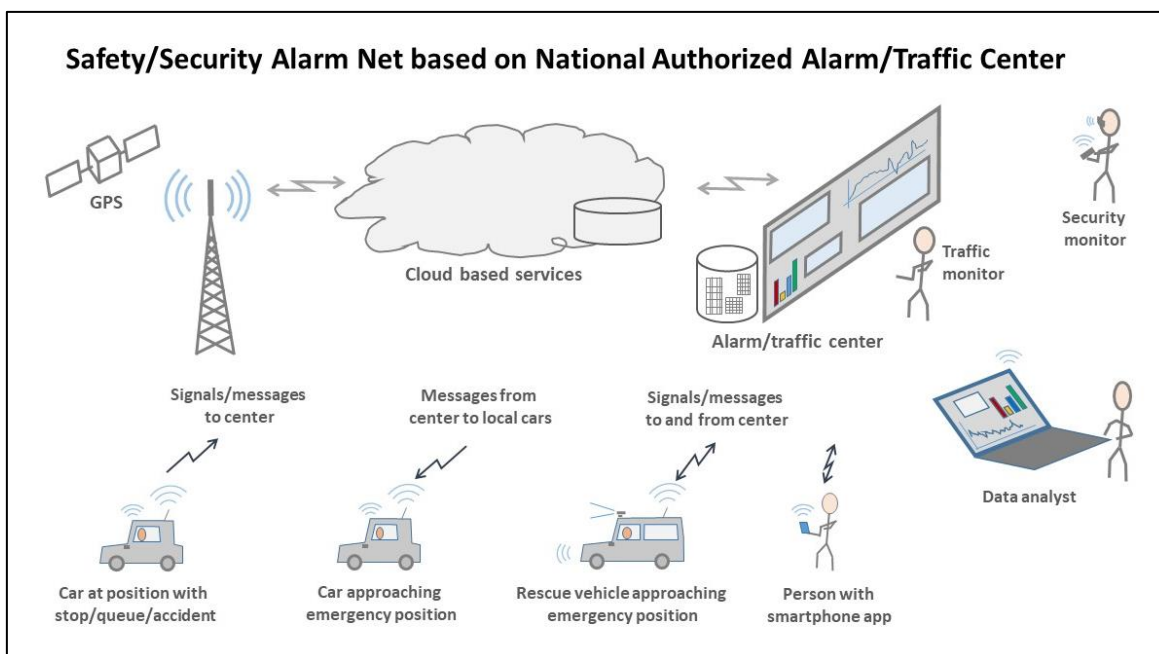 Safety/Security Alarm Net based on National Authorized Alarm/Traffic Center
GPS
Cloud based services
Security
monitor
Traffic
monitor
Alarm/traffic center
Signals/messages
to center
Messages from
center to local cars
Signals/messages
to and from center
Data analyst
Car at position with
stop/queue/accident
Car approaching
emergency position
Rescue vehicle approaching
emergency position
Person with
smartphone app